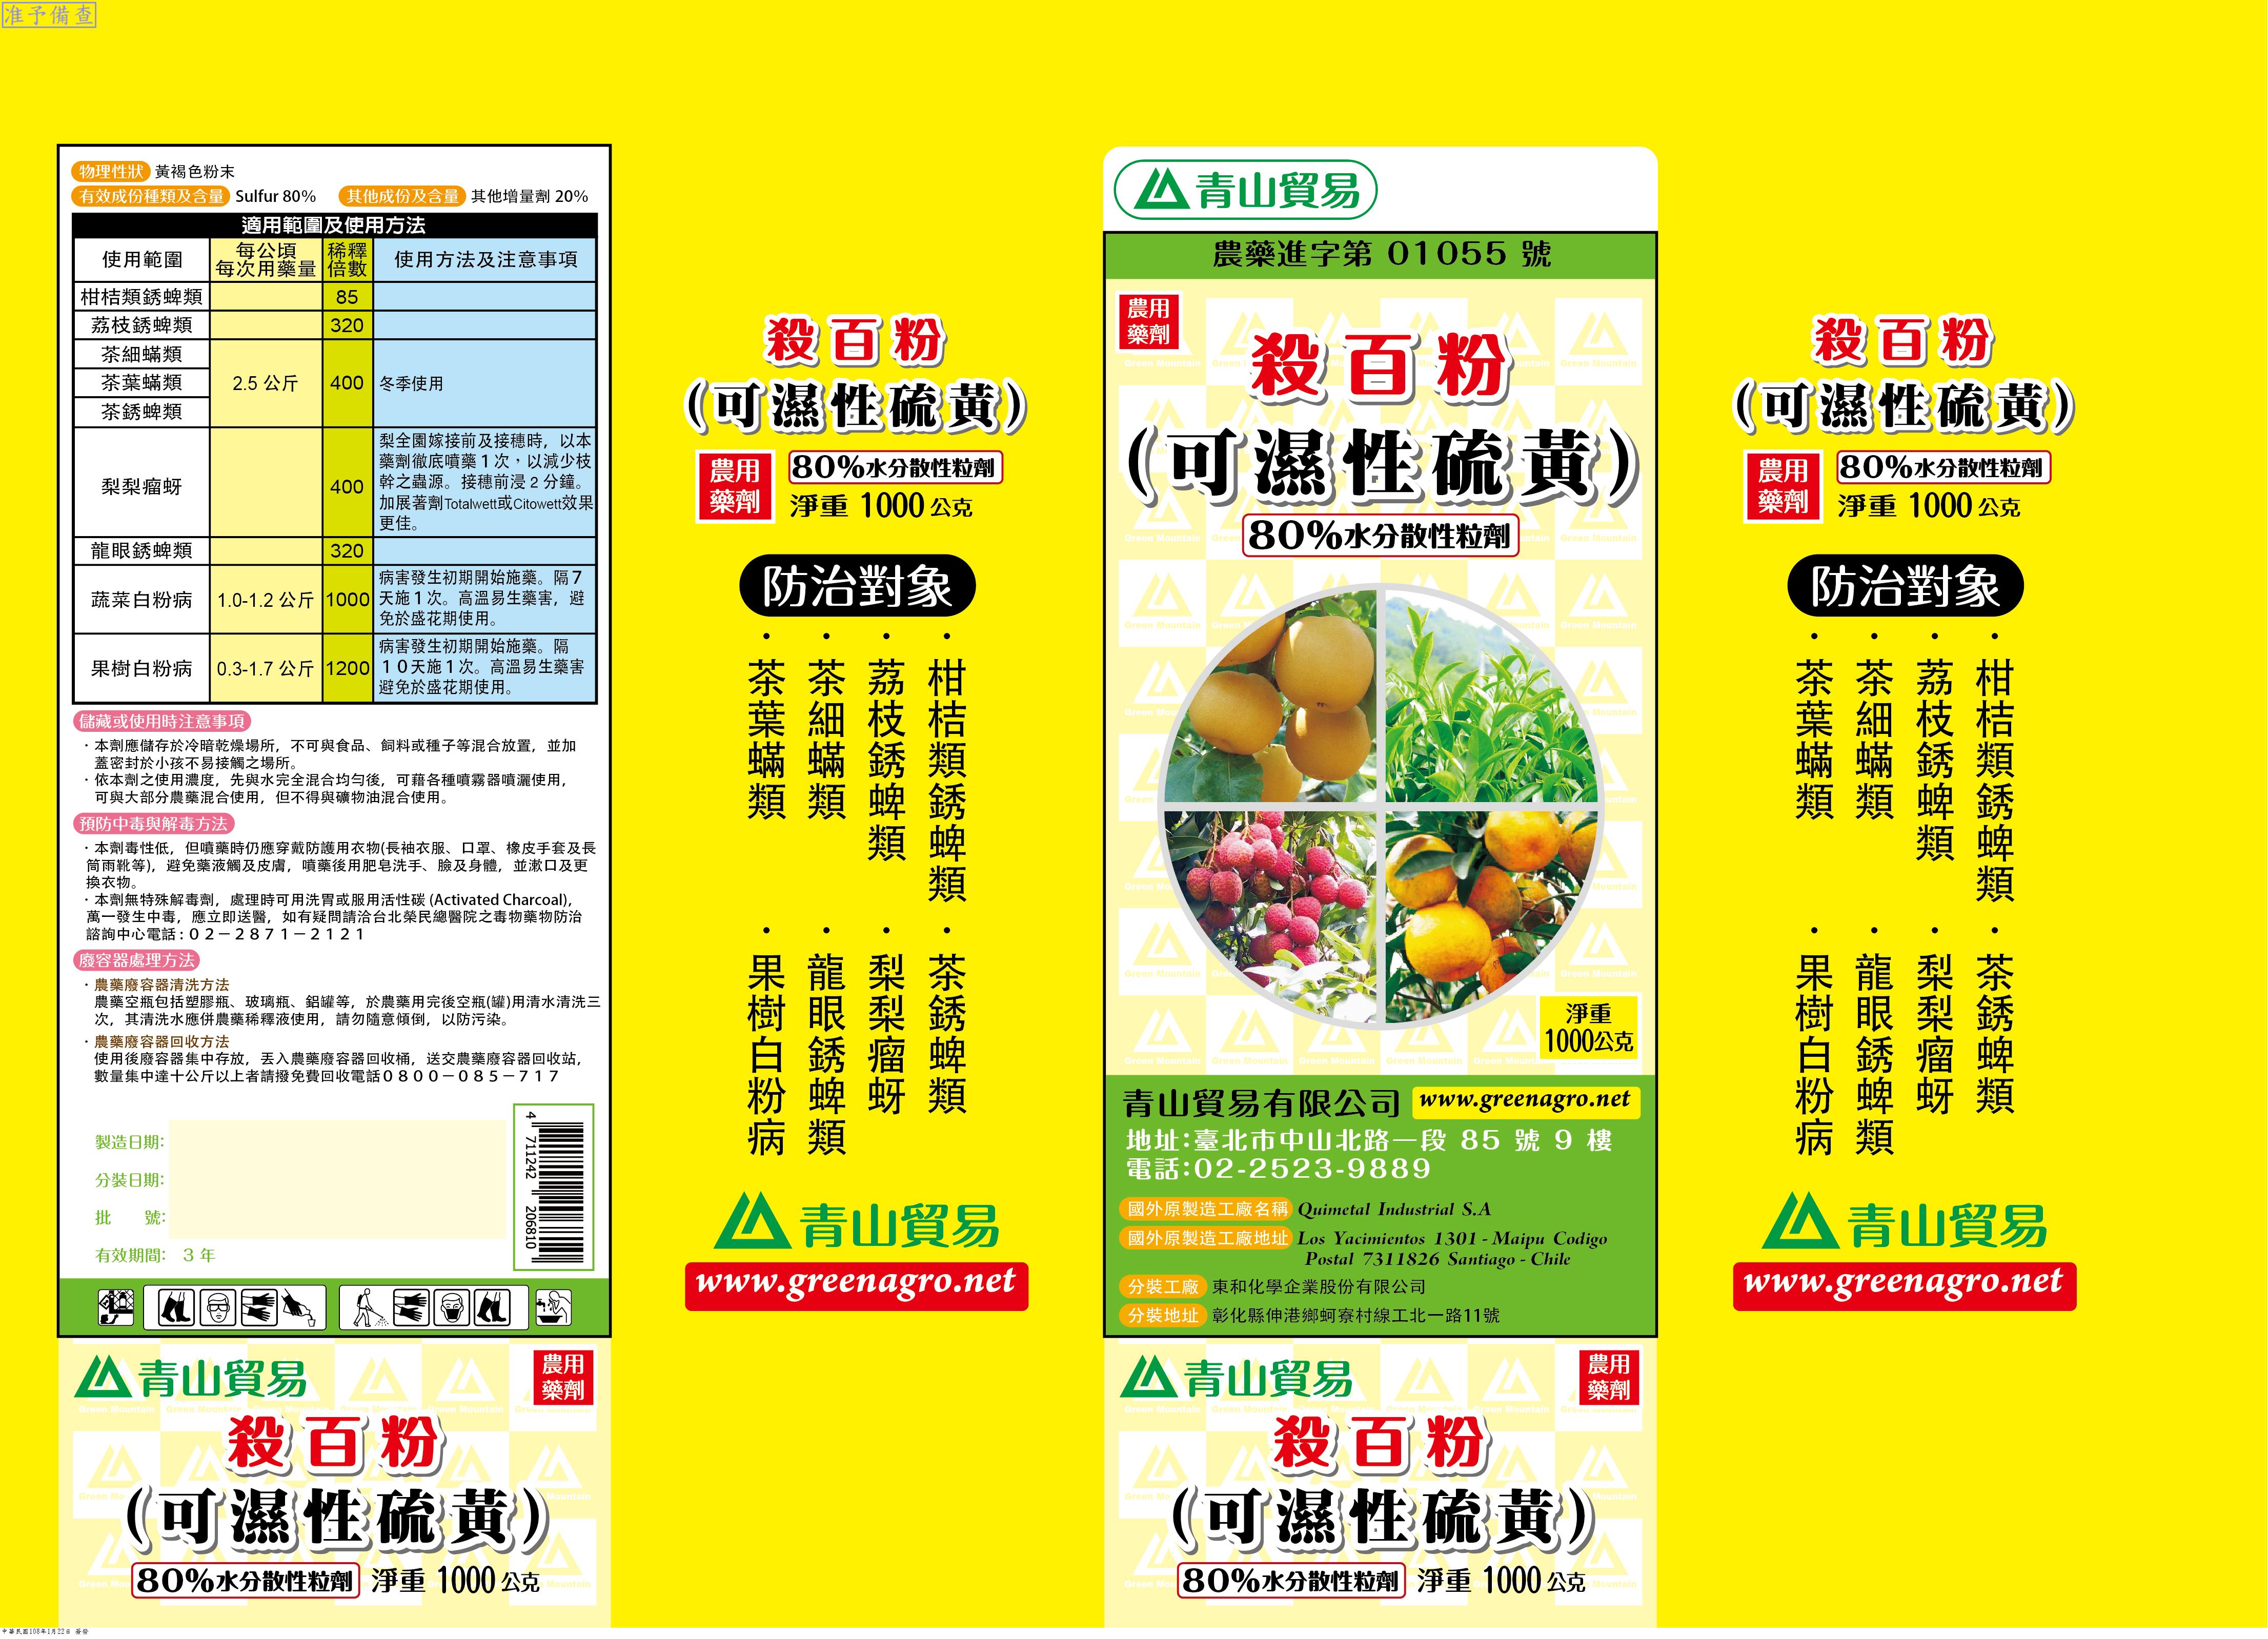 准予備查
物理性狀 黃褐色粉末
有效成份種類及含量 Sulfur 80% 其他成份及含量 其他增量劑 20%
適用範圍及使用方法
使用範圍 每公頃每次用藥量 稀釋倍數 使用方法及注意事項
柑桔類銹蜱類 85
荔枝銹蜱類 320
茶細蟎類
茶葉蟎類 2.5 公斤 400 冬季使用
茶銹蜱類
梨全園嫁接前及接穗時，以本
藥劑徹底噴藥 1 次，以減少枝
梨梨瘤蚜 400 幹之蟲源。接穗前浸 2 分鐘。
加展著劑Totalwett或Citowett效果
更佳。
龍眼銹蜱類 320
病害發生初期開始施藥。隔 7
蔬菜白粉病 1.0-1.2 公斤 1000 天施 1 次。高溫易生藥害，避
免於盛花期使用。
病害發生初期開始施藥。隔
果樹白粉病 0.3-1.7 公斤 1200 １０天施 1 次。高溫易生藥害
避免於盛花期使用。
儲藏或使用時注意事項
·本劑應儲存於冷暗乾燥場所，不可與食品、飼料或種子等混合放置，並加
蓋密封於小孩不易接觸之場所。
·依本劑之使用濃度，先與水完全混合均勻後，可藉各種噴霧器噴灑使用，
可與大部分農藥混合使用，但不得與礦物油混合使用。
預防中毒與解毒方法
·本劑毒性低，但噴藥時仍應穿戴防護用衣物(長袖衣服、口罩、橡皮手套及長
筒雨靴等)，避免藥液觸及皮膚，噴藥後用肥皂洗手、臉及身體，並漱口及更
換衣物。
·本劑無特殊解毒劑，處理時可用洗胃或服用活性碳 (Activated Charcoal)，
萬一發生中毒，應立即送醫，如有疑問請洽台北榮民總醫院之毒物藥物防治
諮詢中心電話：０２－２８７１－２１２１
廢容器處理方法
·農藥廢容器清洗方法
農藥空瓶包括塑膠瓶、玻璃瓶、鋁罐等，於農藥用完後空瓶(罐)用清水清洗三
次，其清洗水應併農藥稀釋液使用，請勿隨意傾倒，以防污染。
·農藥廢容器回收方法
使用後廢容器集中存放，丟入農藥廢容器回收桶，送交農藥廢容器回收站，
數量集中達十公斤以上者請撥免費回收電話０８００－０８５－７１７
製造日期:
分裝日期:
批 號:
有效期間: 3 年
4 711242 206810
青山貿易
農用
藥劑
殺百粉
(可濕性硫黃)
80%水分散性粒劑 淨重 1000 公克
殺百粉
(可濕性硫黃)
農用
藥劑
80%水分散性粒劑
淨重 1000 公克
防治對象
·柑桔類銹蜱類
·荔枝銹蜱類
·茶細蟎類
·茶葉蟎類
·茶銹蜱類
·梨梨瘤蚜
·龍眼銹蜱類
·果樹白粉病
青山貿易
www.greenagro.net
青山貿易
農藥進字第 01055 號
農用
藥劑
殺百粉
(可濕性硫黃)
80%水分散性粒劑
Green Mountain
淨重
1000公克
青山貿易有限公司 www.greenagro.net
地址:臺北市中山北路一段 85 號 9 樓
電話:02-2523-9889
國外原製造工廠名稱 Quimetal Industrial S.A
國外原製造工廠地址 Los Yacimientos 1301 - Maipu Codigo
Postal 7311826 Santiago - Chile
分裝工廠 東和化學企業股份有限公司
分裝地址 彰化縣伸港鄉蚵寮村線工北一路11號
青山貿易
農用
藥劑
殺百粉
(可濕性硫黃)
80%水分散性粒劑 淨重 1000 公克
殺百粉
(可濕性硫黃)
農用
藥劑
80%水分散性粒劑
淨重 1000 公克
防治對象
·柑桔類銹蜱類
·荔枝銹蜱類
·茶細蟎類
·茶葉蟎類
·茶銹蜱類
·梨梨瘤蚜
·龍眼銹蜱類
·果樹白粉病
青山貿易
www.greenagro.net
中華民國108年1月22日